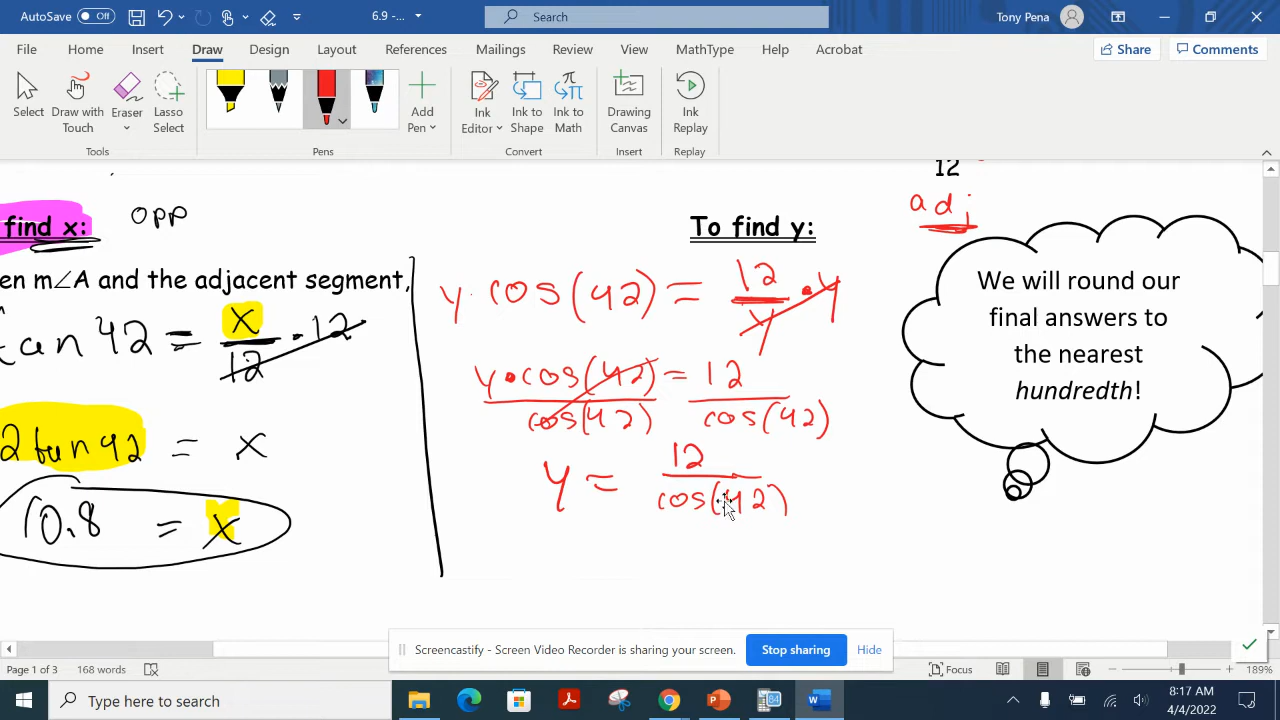 AutoSave Off
6.9 -...
Search
Tony Pena
File Home Insert Draw Design Layout References Mailings Review View MathType Help Acrobat
Share Comments
Select
Draw with Touch
Eraser
Lasso Select
Add Pen
Ink Editor
Ink to Shape
Ink to Math
Drawing Canvas
Ink Replay
Tools Pens Convert Insert Replay
12
adj
find x:
opp
en m∠A and the adjacent segment,
tan 42 = x/12 · 12
2 tan 42 = x
10.8 = x
To find y:
y · cos(42) = 12/y · y
y · cos(42)/cos(42) = 12/cos(42)
y = 12/cos(42)
We will round our
final answers to
the nearest
hundredth!
Screencastify - Screen Video Recorder is sharing your screen. Stop sharing Hide
Page 1 of 3 168 words Focus 189%
Type here to search
84
8:17 AM
4/4/2022